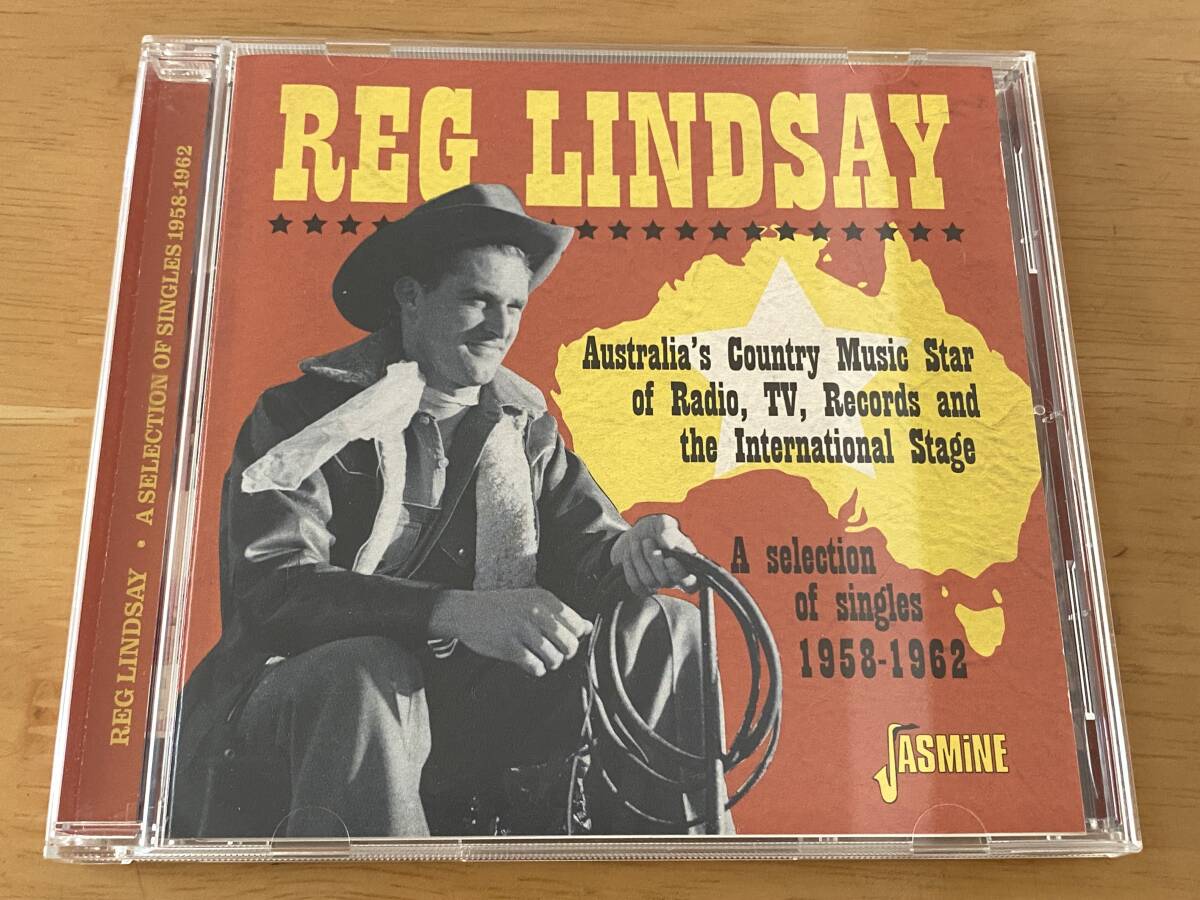 REG LINDSAY
Australia's Country Music Star
of Radio, TV, Records and
the International Stage
A selection
of singles
1958-1962
JASMiNE
REG LINDSAY • A SELECTION OF SINGLES 1958-1962